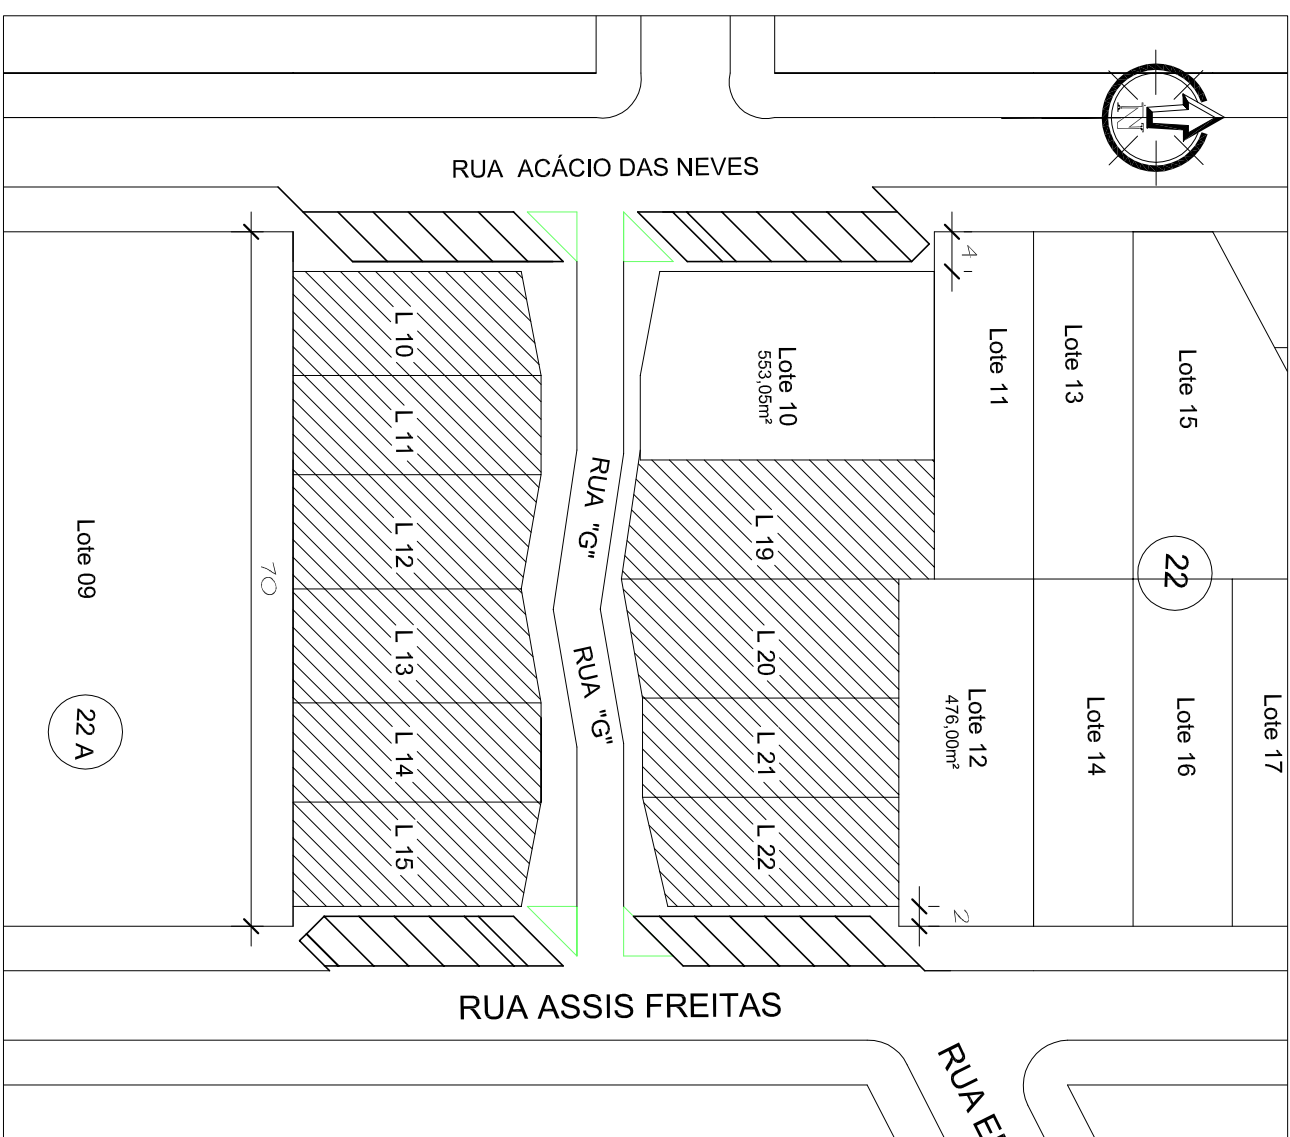 N
RUA ACÁCIO DAS NEVES
4
L 10
L 11
L 12
L 13
L 14
L 15
Lote 10
553,05m²
L 19
L 20
L 21
L 22
Lote 11
Lote 13
Lote 15
22
Lote 12
476,00m²
Lote 14
Lote 16
Lote 17
RUA "G"
RUA "G"
Lote 09
70
22 A
2
RUA ASSIS FREITAS
RUA